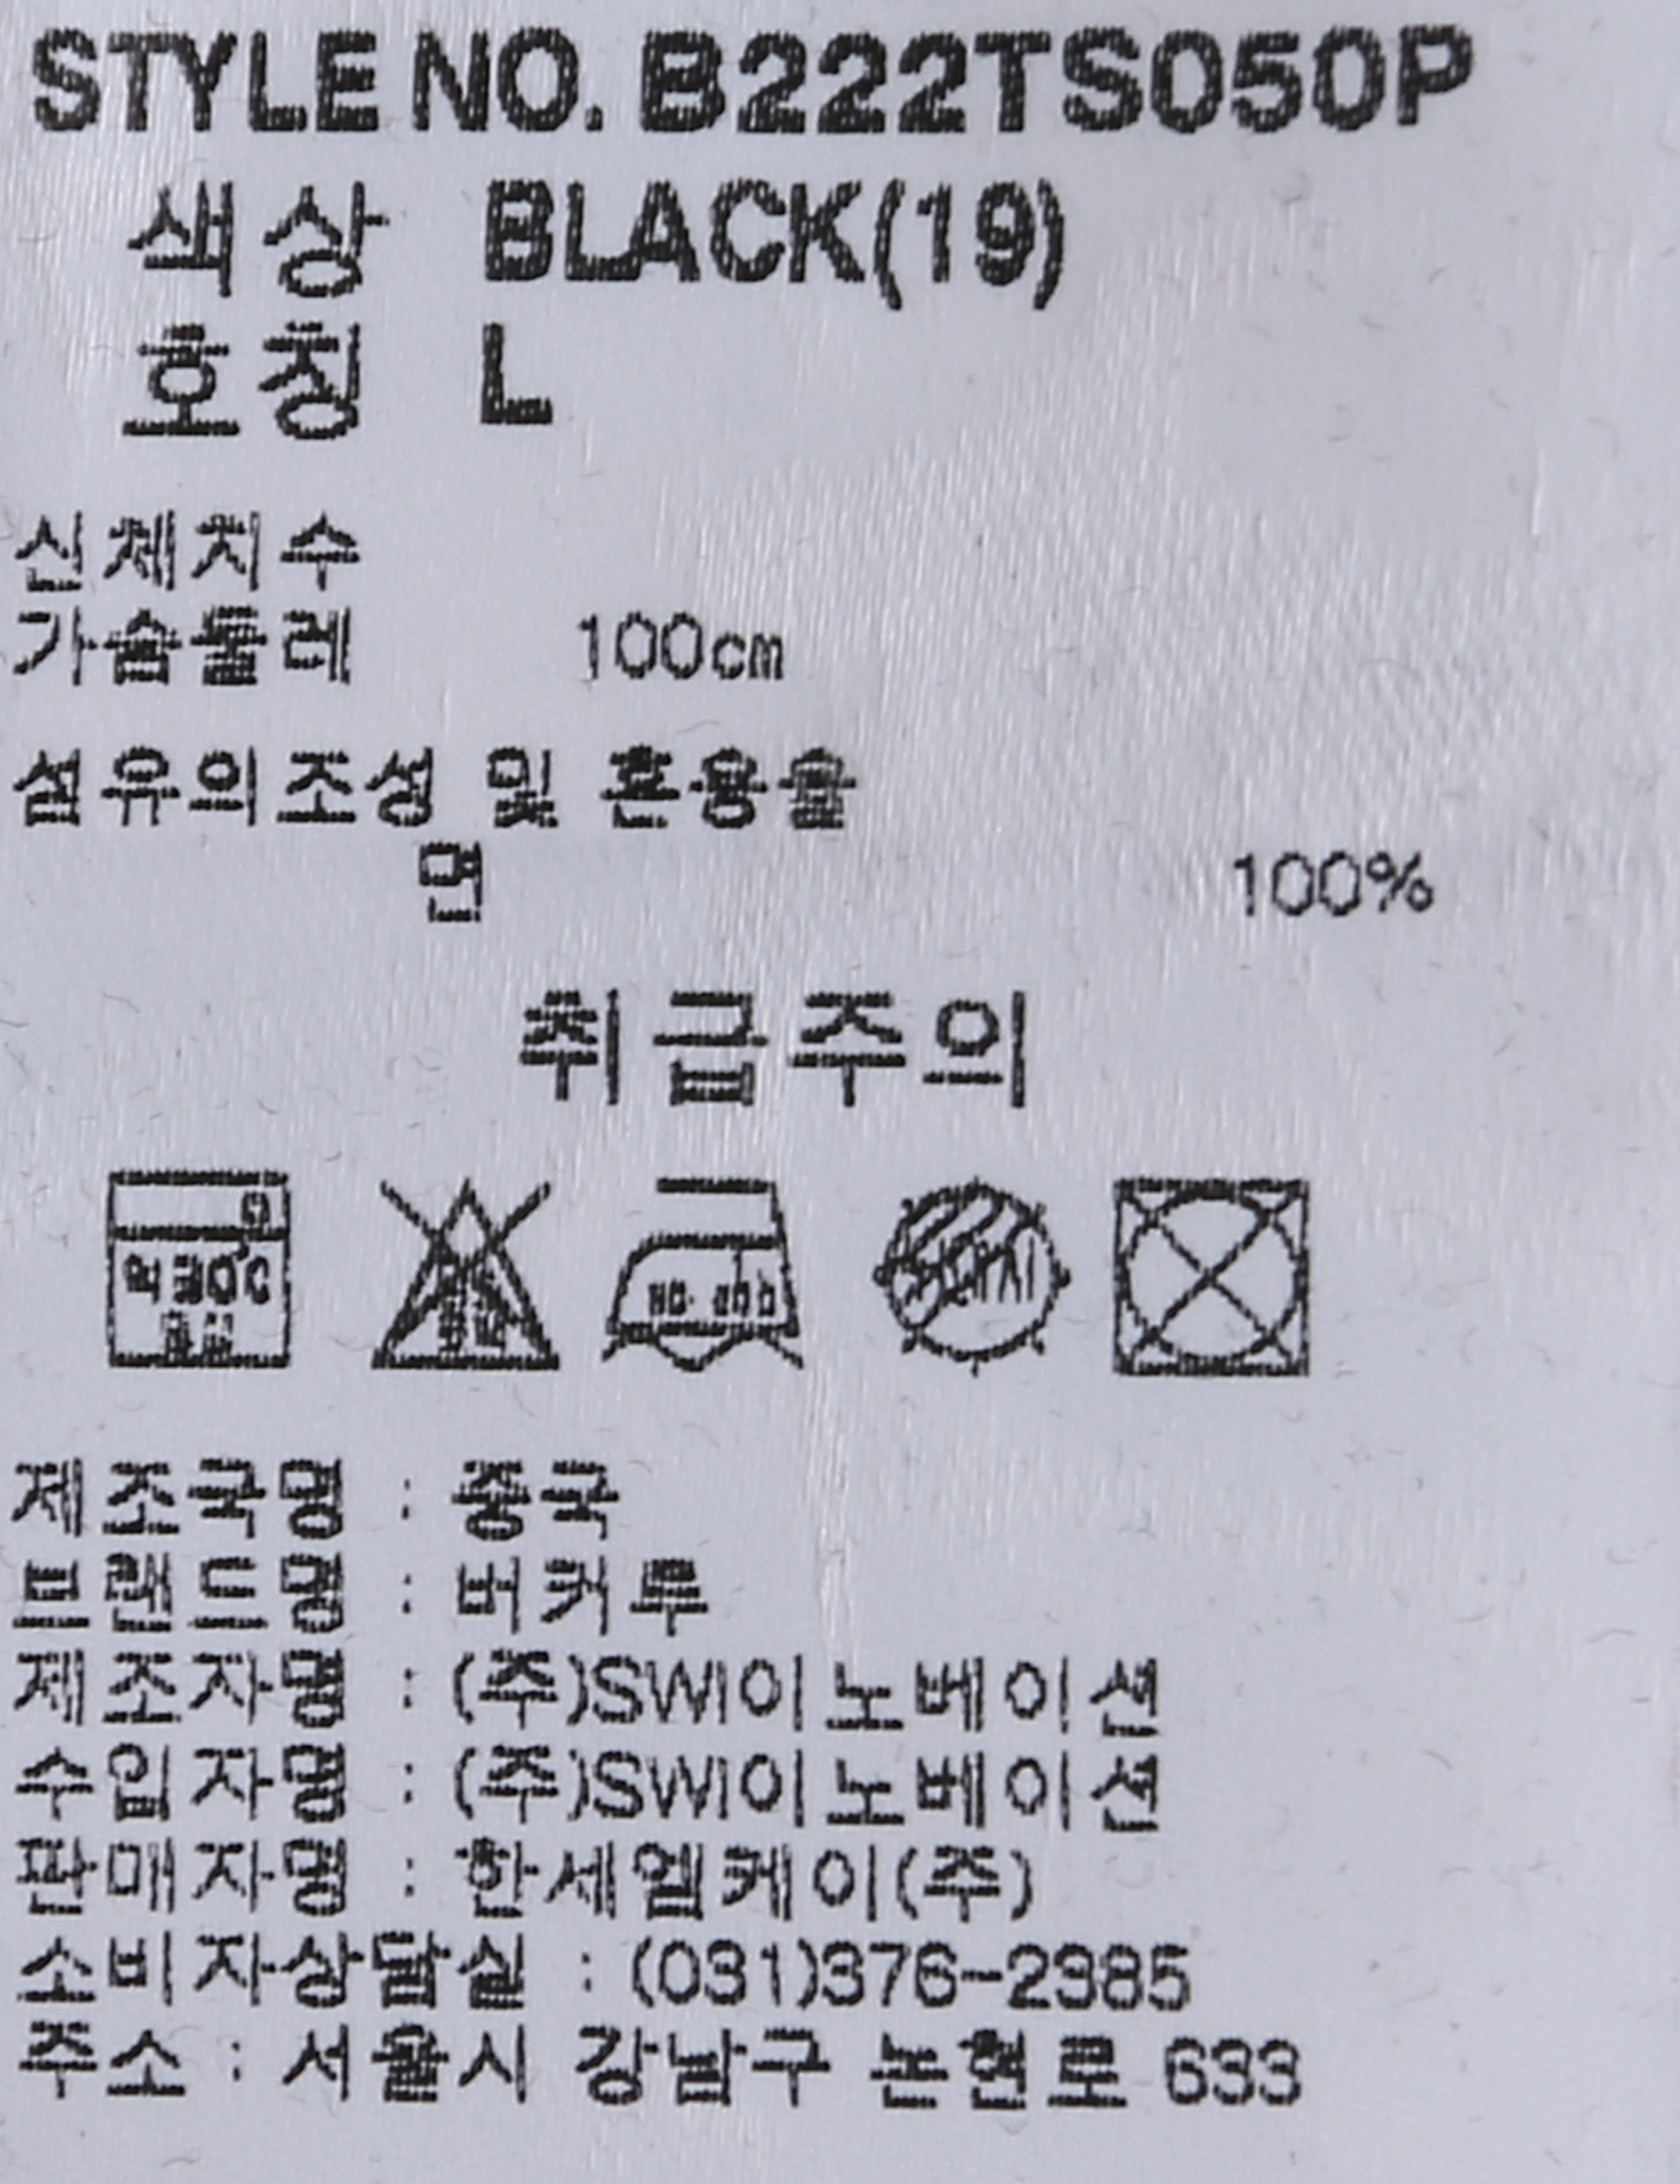 STYLE NO. B222TS050P
색상 BLACK(19)
호칭 L
신체치수
가슴둘레 100cm
섬유의조성 및 혼용율
면 100%
취급주의
제조국명 : 중국
브랜드명 : 버커루
제조자명 : (주)SWI이노베이션
수입자명 : (주)SWI이노베이션
판매자명 : 한세엠케이(주)
소비자상담실 : (031)376-2385
주소 : 서울시 강남구 논현로 633